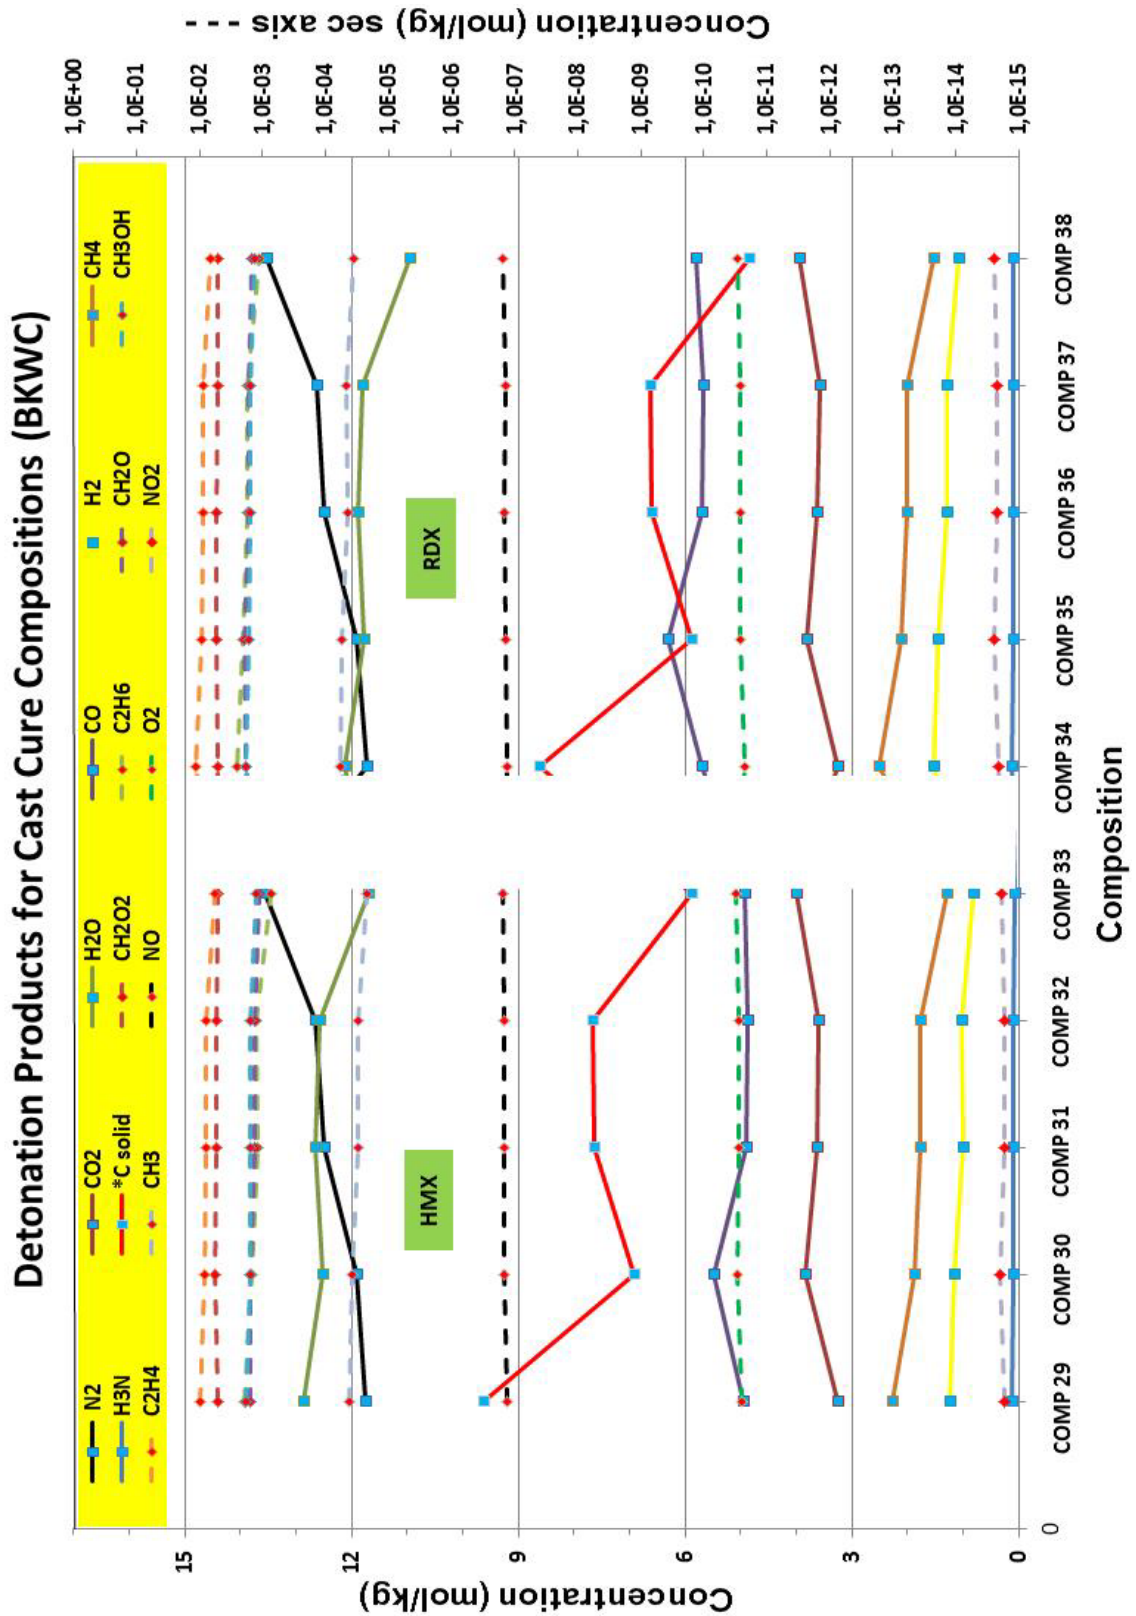 Detonation Products for Cast Cure Compositions (BKWC)
N2 CO2 H2O CO H2 CH4
H3N *C solid CH2O2 C2H6 CH2O CH3OH
C2H4 CH3 NO O2 NO2
15
12
9
6
3
0
Concentration (mol/kg)
HMX
RDX
1,0E+00
1,0E-01
1,0E-02
1,0E-03
1,0E-04
1,0E-05
1,0E-06
1,0E-07
1,0E-08
1,0E-09
1,0E-10
1,0E-11
1,0E-12
1,0E-13
1,0E-14
1,0E-15
Concentration (mol/kg) sec axis
0 COMP 29 COMP 30 COMP 31 COMP 32 COMP 33 COMP 34 COMP 35 COMP 36 COMP 37 COMP 38
Composition